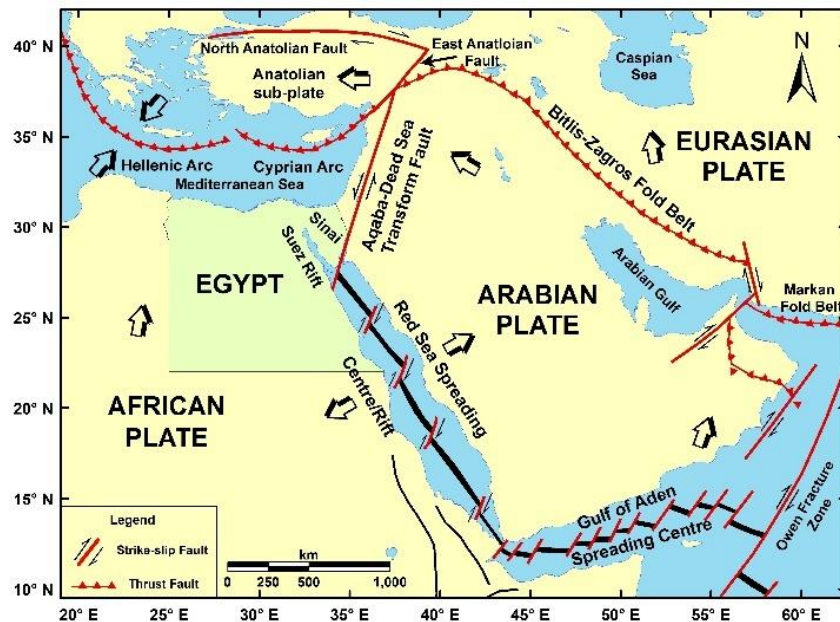 40° N
35° N
30° N
25° N
20° N
15° N
10° N
North Anatolian Fault
East Anatloian
Fault
Anatolian
sub-plate
Caspian
Sea
N
EURASIAN
PLATE
Bitlis-Zagros Fold Belt
Hellenic Arc
Cyprian Arc
Mediterranean Sea
Aqaba-Dead Sea
Transform Fault
Sinai
Suez Rift
EGYPT
ARABIAN
PLATE
Arabian Gulf
Markan
Fold Belt
Red Sea Spreading
Centre/Rift
AFRICAN
PLATE
Gulf of Aden
Spreading Centre
Owen Fracture
Zone
Legend
Strike-slip Fault
Thrust Fault
km
0 250 500 1,000
20° E 25° E 30° E 35° E 40° E 45° E 50° E 55° E 60° E